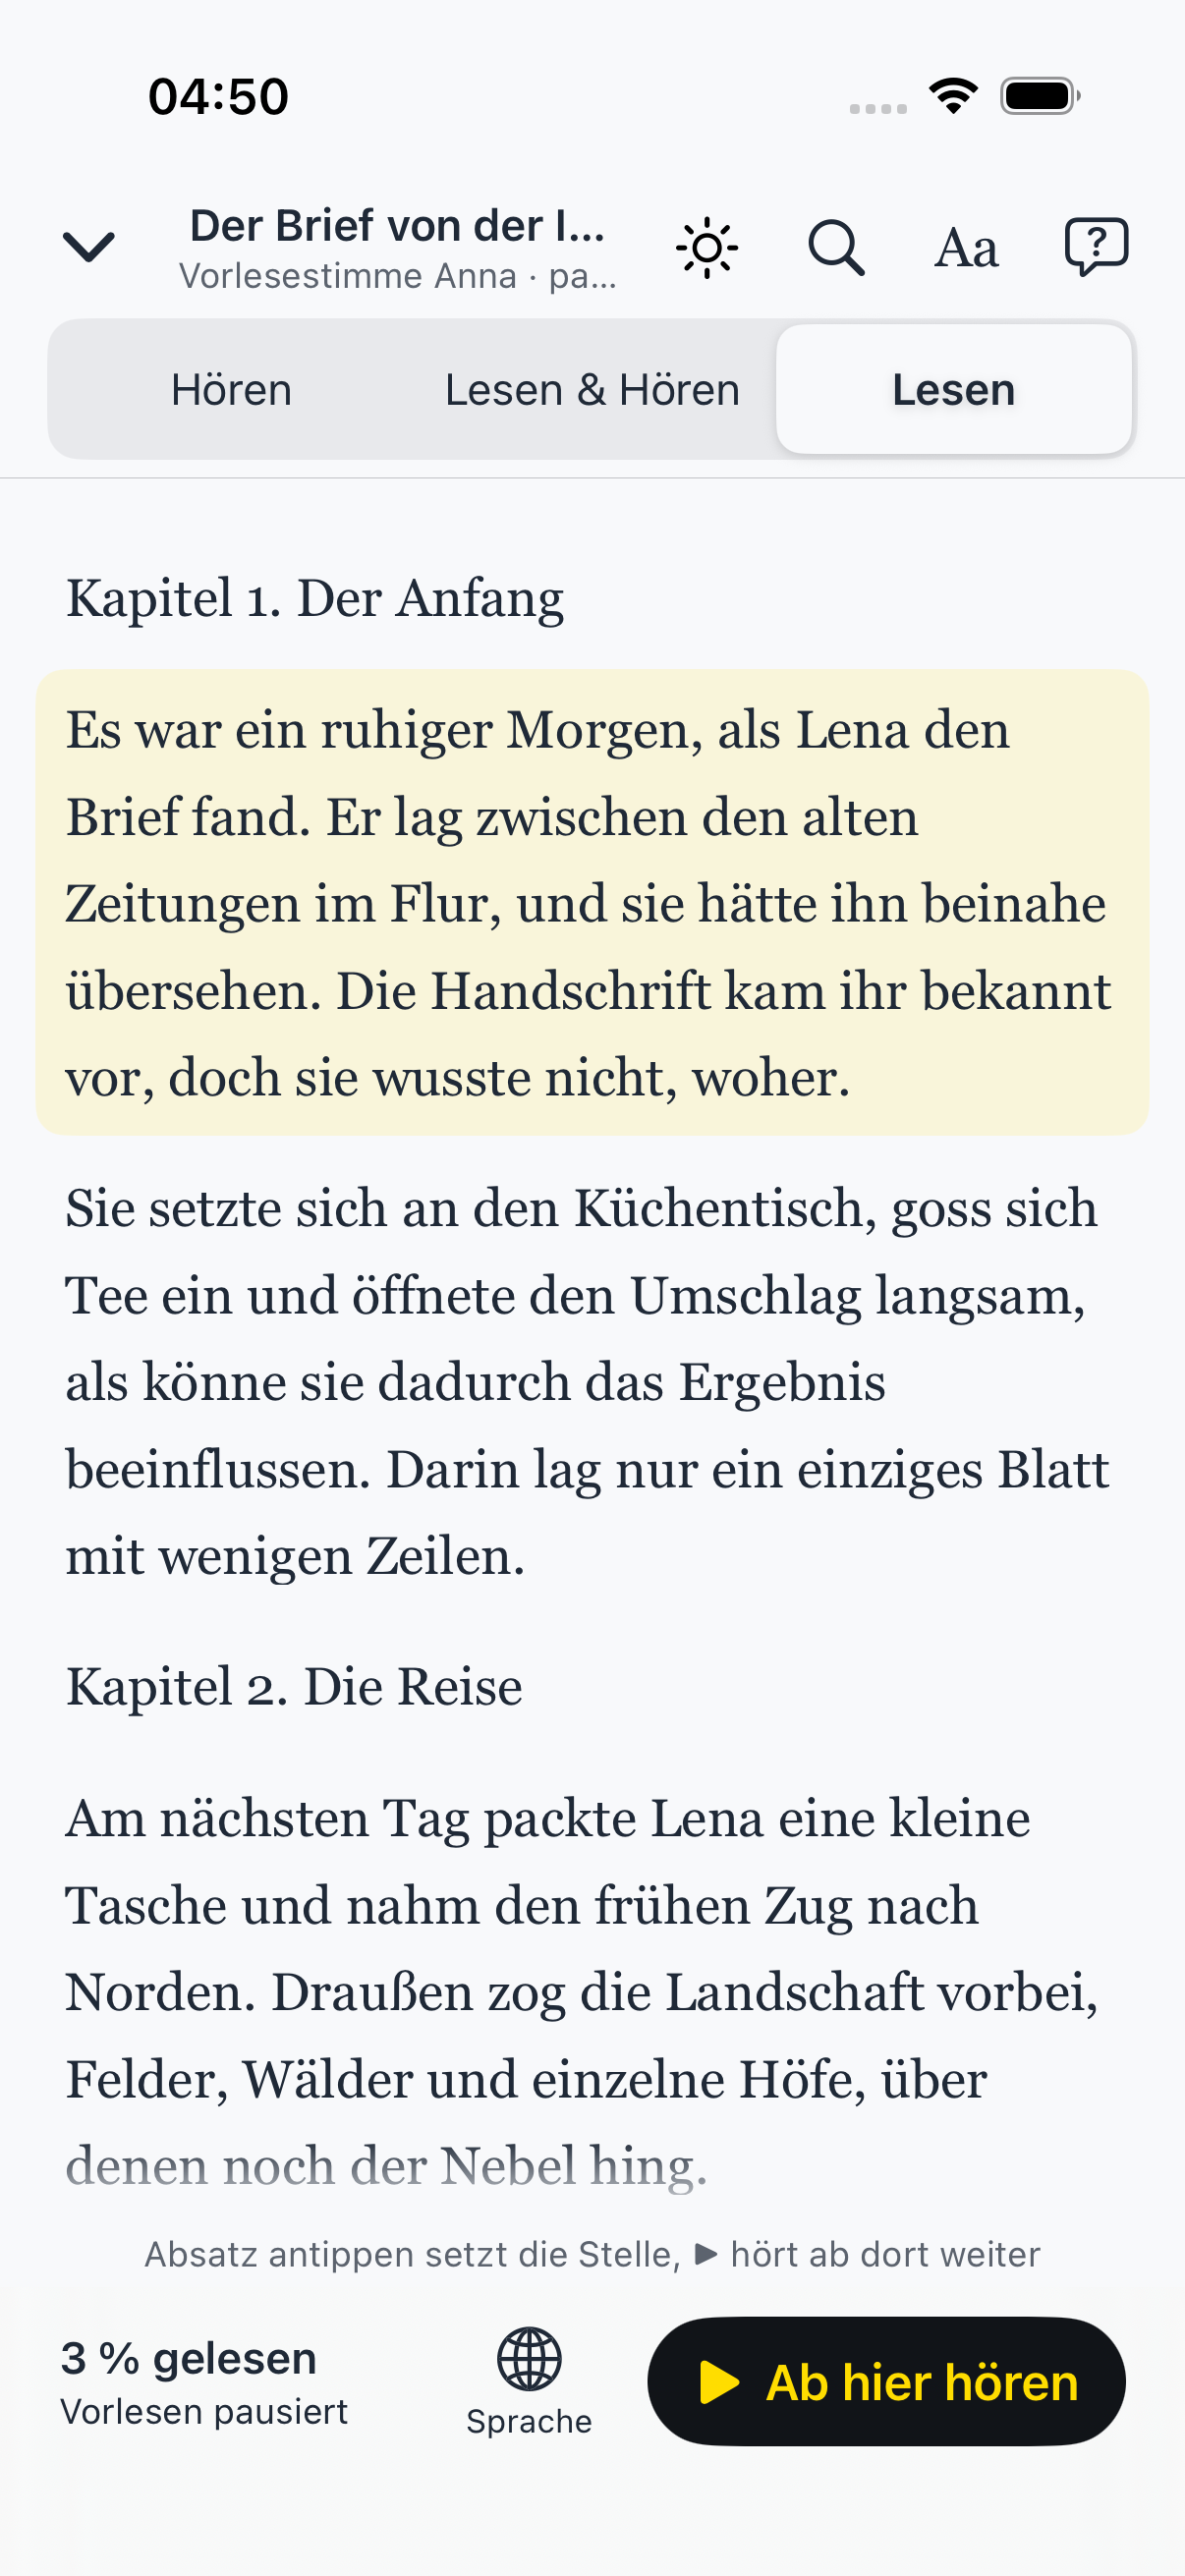 04:50
Der Brief von der I...
Vorlesestimme Anna · pa...
Aa
?
Hören
Lesen & Hören
Lesen
Kapitel 1. Der Anfang
Es war ein ruhiger Morgen, als Lena den
Brief fand. Er lag zwischen den alten
Zeitungen im Flur, und sie hätte ihn beinahe
übersehen. Die Handschrift kam ihr bekannt
vor, doch sie wusste nicht, woher.
Sie setzte sich an den Küchentisch, goss sich
Tee ein und öffnete den Umschlag langsam,
als könne sie dadurch das Ergebnis
beeinflussen. Darin lag nur ein einziges Blatt
mit wenigen Zeilen.
Kapitel 2. Die Reise
Am nächsten Tag packte Lena eine kleine
Tasche und nahm den frühen Zug nach
Norden. Draußen zog die Landschaft vorbei,
Felder, Wälder und einzelne Höfe, über
denen noch der Nebel hing.
Absatz antippen setzt die Stelle, ▶ hört ab dort weiter
3 % gelesen
Vorlesen pausiert
Sprache
Ab hier hören